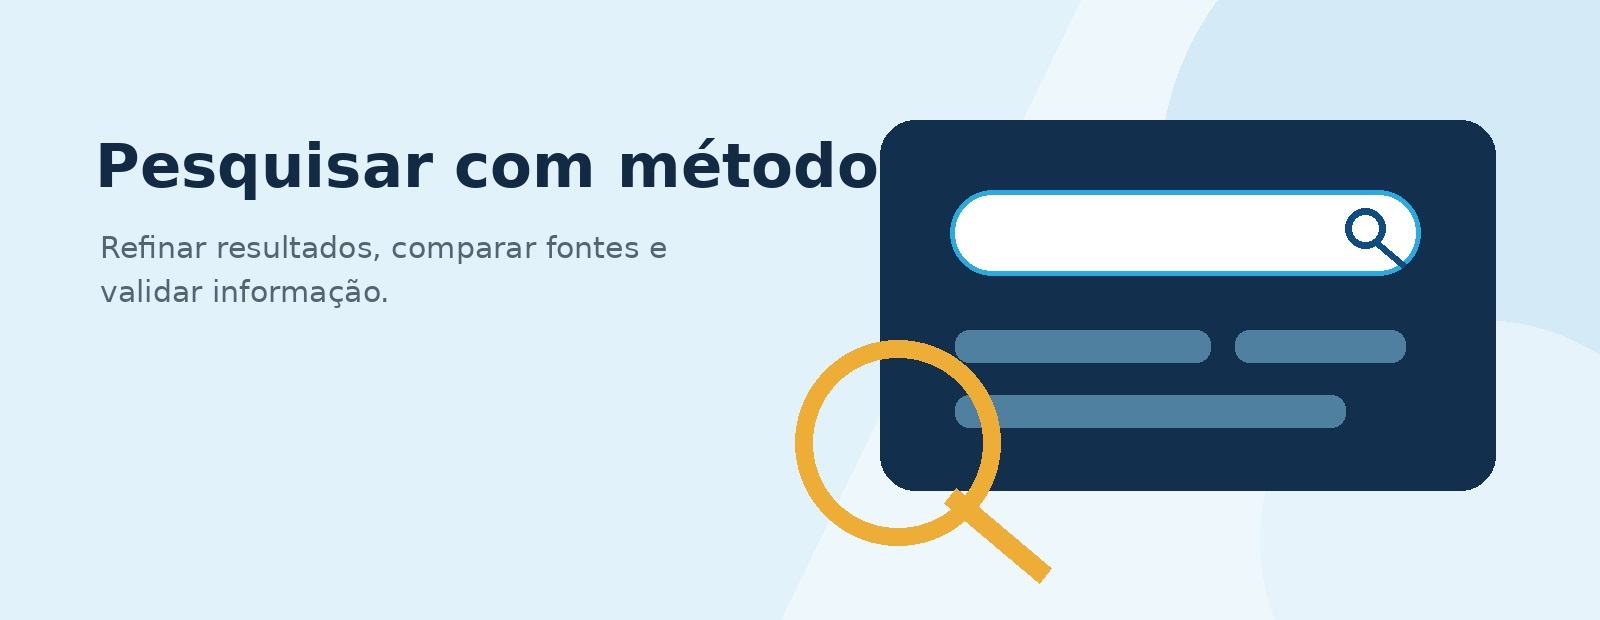 Pesquisar com método
Refinar resultados, comparar fontes e
validar informação.